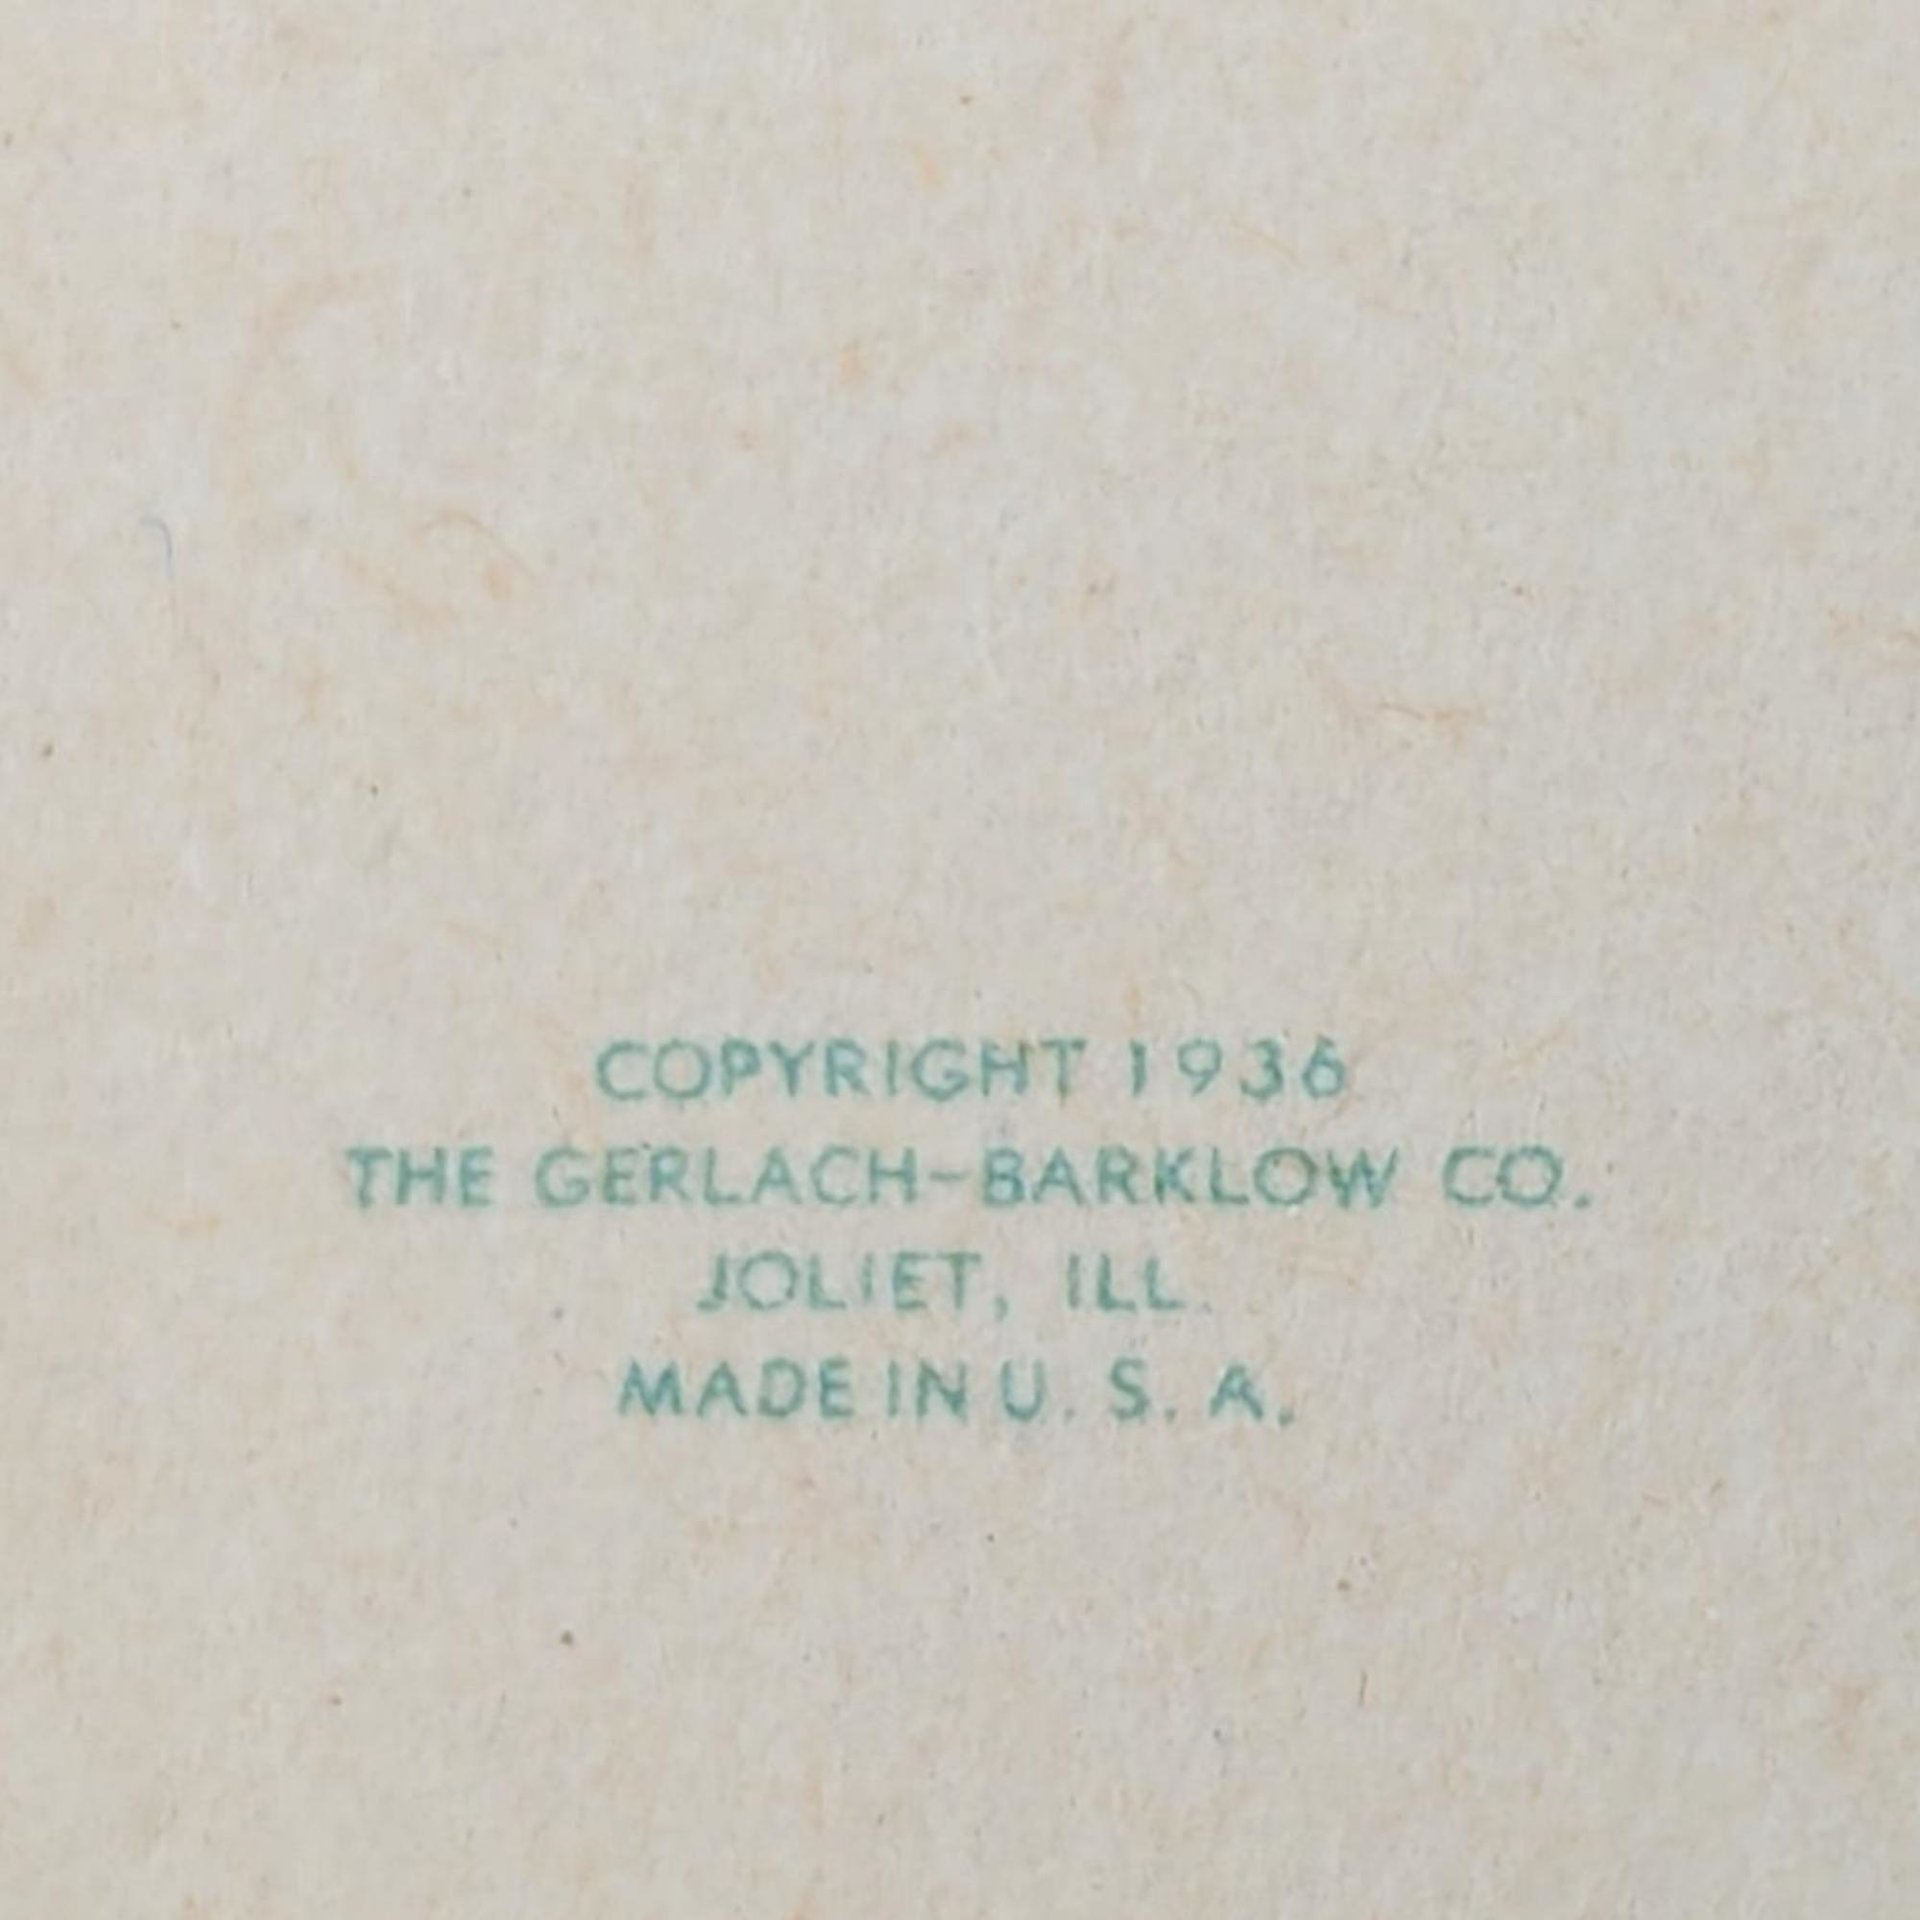 COPYRIGHT 1936
THE GERLACH-BARKLOW CO.
JOLIET, ILL.
MADE IN U. S. A.